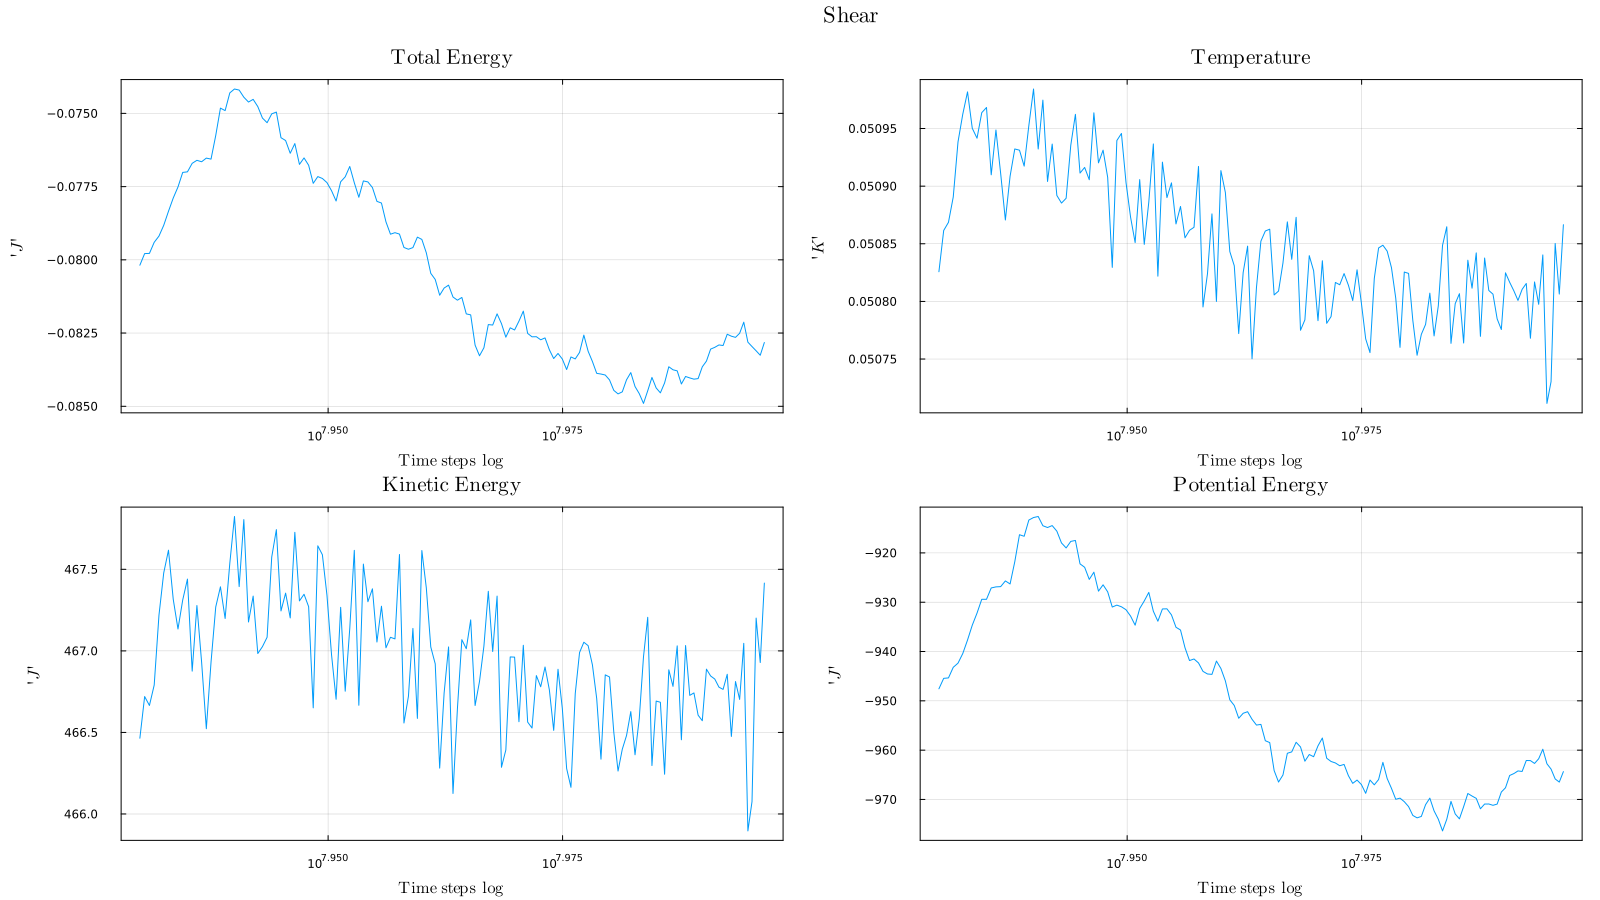 Shear
Total Energy
−0.0750
−0.0775
−0.0800
−0.0825
−0.0850
'J'
10^7.950
10^7.975
Time steps log
Temperature
0.05095
0.05090
0.05085
0.05080
0.05075
'K'
10^7.950
10^7.975
Time steps log
Kinetic Energy
467.5
467.0
466.5
466.0
'J'
10^7.950
10^7.975
Time steps log
Potential Energy
−920
−930
−940
−950
−960
−970
'J'
10^7.950
10^7.975
Time steps log